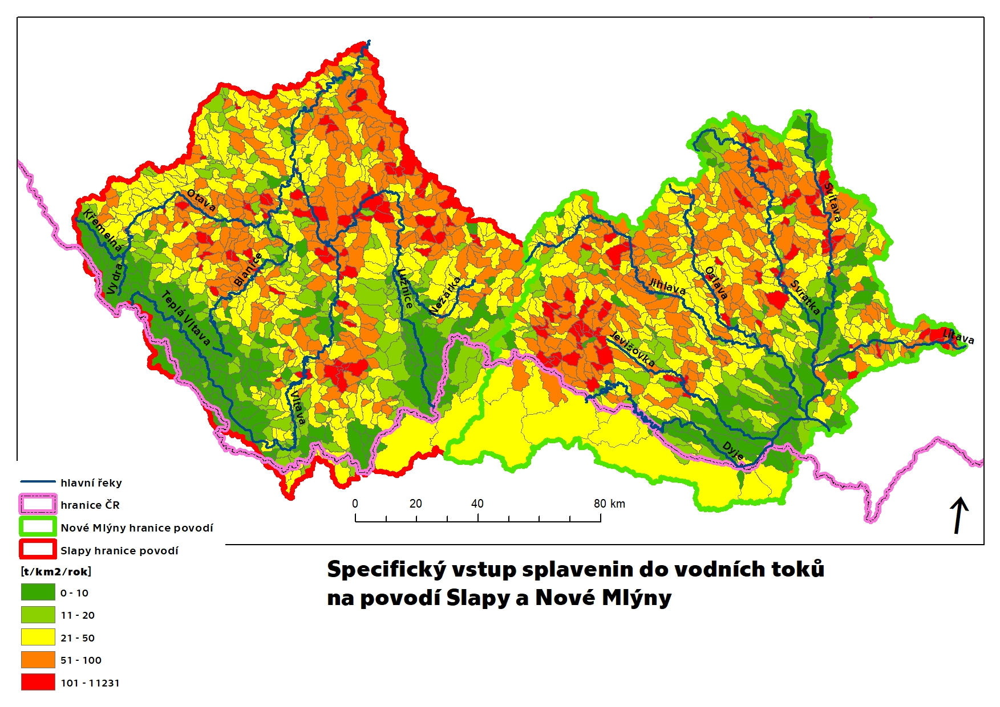 Otava
Křemelná
Vydra
Blanice
Teplá Vltava
Lužnice
Nežárka
Vltava
Svitava
Oslava
Jihlava
Svratka
Jevišovka
Litava
Dyje
0 20 40 80 km
hlavní řeky
hranice ČR
Nové Mlýny hranice povodí
Slapy hranice povodí
[t/km2/rok]
0 - 10
11 - 20
21 - 50
51 - 100
101 - 11231
Specifický vstup splavenin do vodních toků
na povodí Slapy a Nové Mlýny